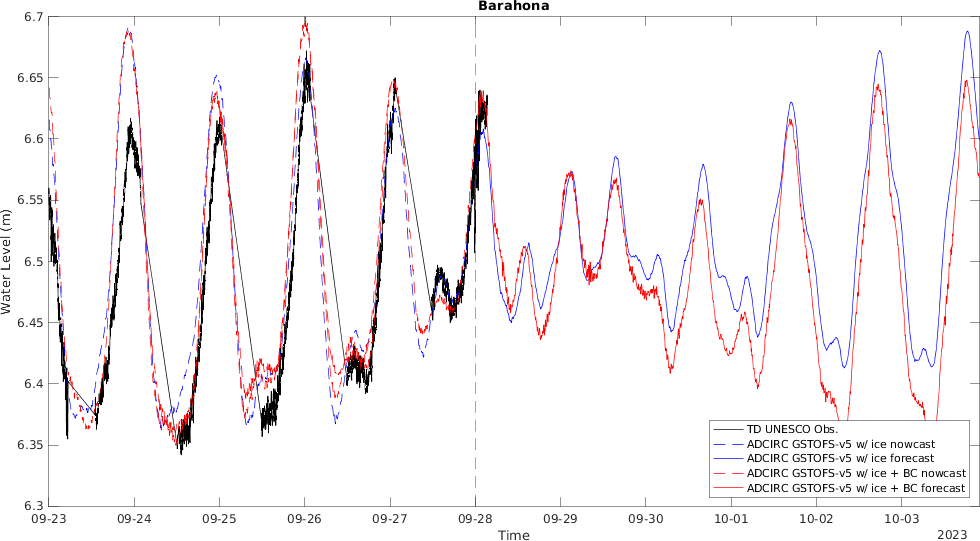 Barahona
6.7
6.65
6.6
6.55
6.5
6.45
6.4
6.35
6.3
Water Level (m)
TD UNESCO Obs.
ADCIRC GSTOFS-v5 w/ ice nowcast
ADCIRC GSTOFS-v5 w/ ice forecast
ADCIRC GSTOFS-v5 w/ ice + BC nowcast
ADCIRC GSTOFS-v5 w/ ice + BC forecast
09-23 09-24 09-25 09-26 09-27 09-28 09-29 09-30 10-01 10-02 10-03
Time
2023